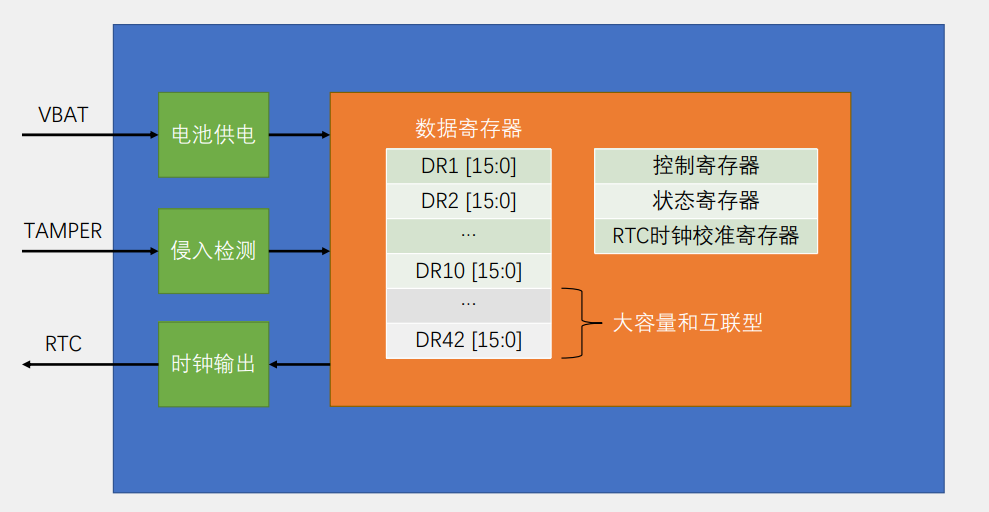 VBAT
电池供电
TAMPER
侵入检测
RTC
时钟输出
数据寄存器
DR1 [15:0]
DR2 [15:0]
...
DR10 [15:0]
...
DR42 [15:0]
控制寄存器
状态寄存器
RTC时钟校准寄存器
大容量和互联型